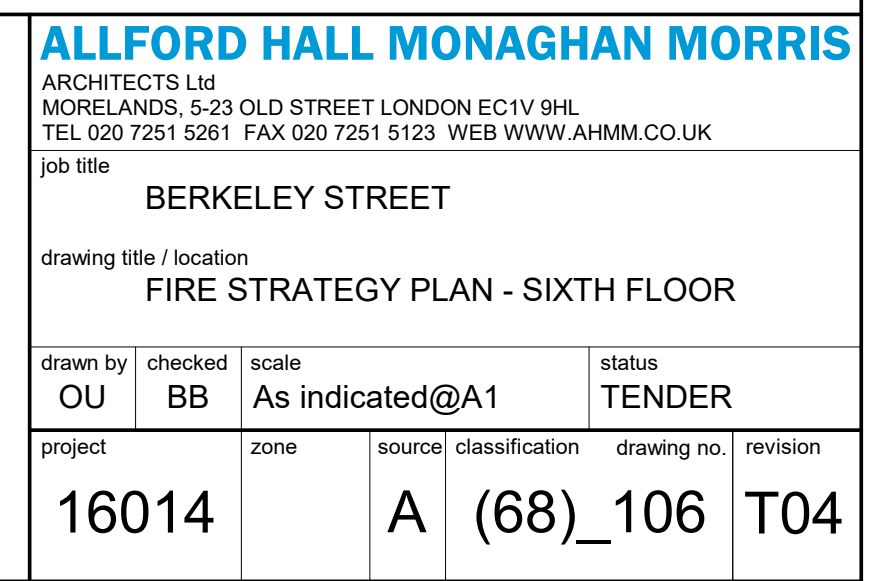 ALLFORD HALL MONAGHAN MORRIS
ARCHITECTS Ltd
MORELANDS, 5-23 OLD STREET LONDON EC1V 9HL
TEL 020 7251 5261 FAX 020 7251 5123 WEB WWW.AHMM.CO.UK
job title
BERKELEY STREET
drawing title / location
FIRE STRATEGY PLAN - SIXTH FLOOR
drawn by checked scale status
OU BB As indicated@A1 TENDER
project zone source classification drawing no. revision
16014 A (68)_106 T04